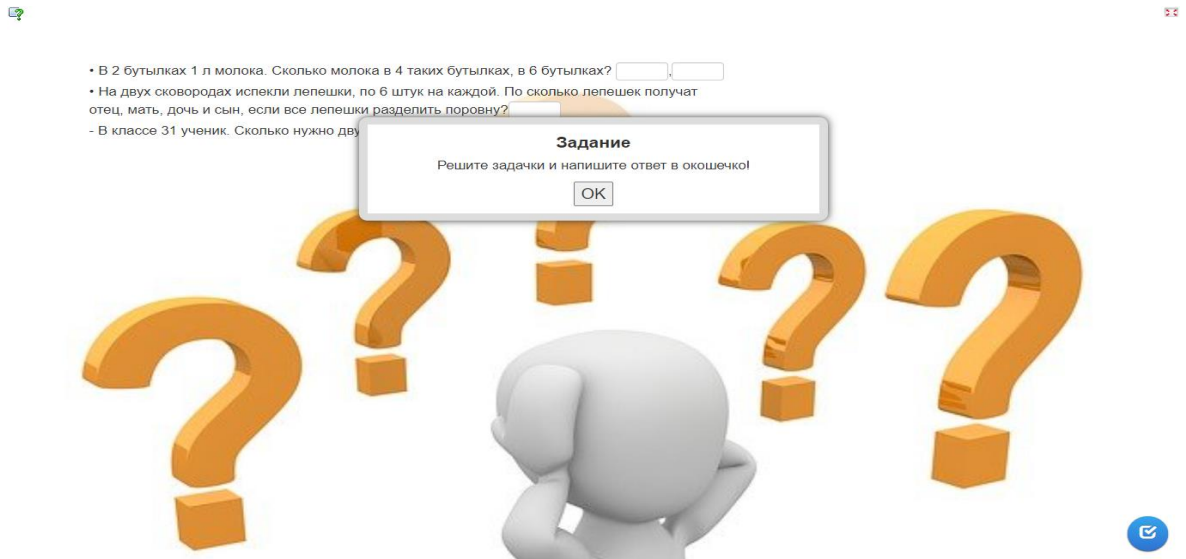 • В 2 бутылках 1 л молока. Сколько молока в 4 таких бутылках, в 6 бутылках? ,
• На двух сковородах испекли лепешки, по 6 штук на каждой. По сколько лепешек получат
отец, мать, дочь и сын, если все лепешки разделить поровну?
- В классе 31 ученик. Сколько нужно дву
Задание
Решите задачки и напишите ответ в окошечко!
OK